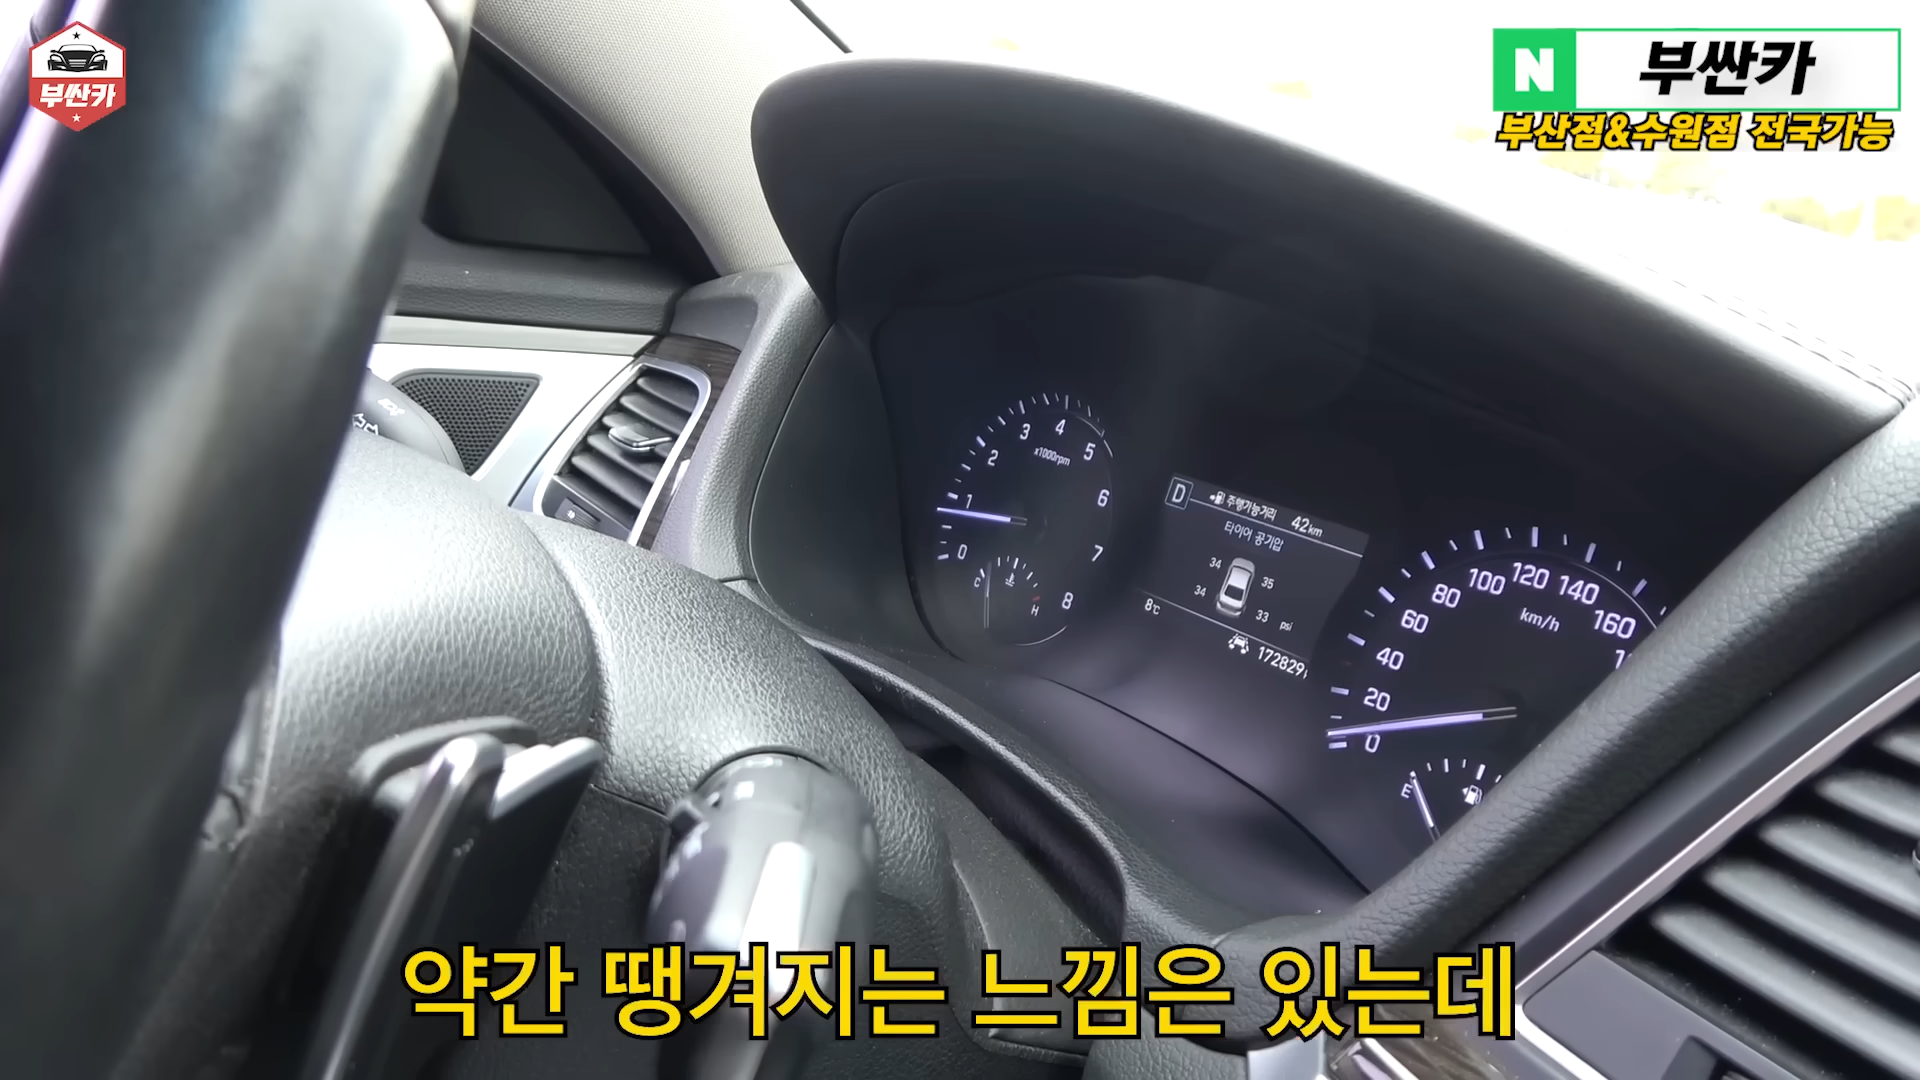 부싼카
N 부싼카
부산점&수원점 전국가능
0 1 2 3 4 5 6 7 8
x1000rpm
C H
D 주행가능거리 42km
타이어 공기압
34 35
34 33 psi
8℃
172829
0 20 40 60 80 100 120 140 160
km/h
E
약간 땡겨지는 느낌은 있는데